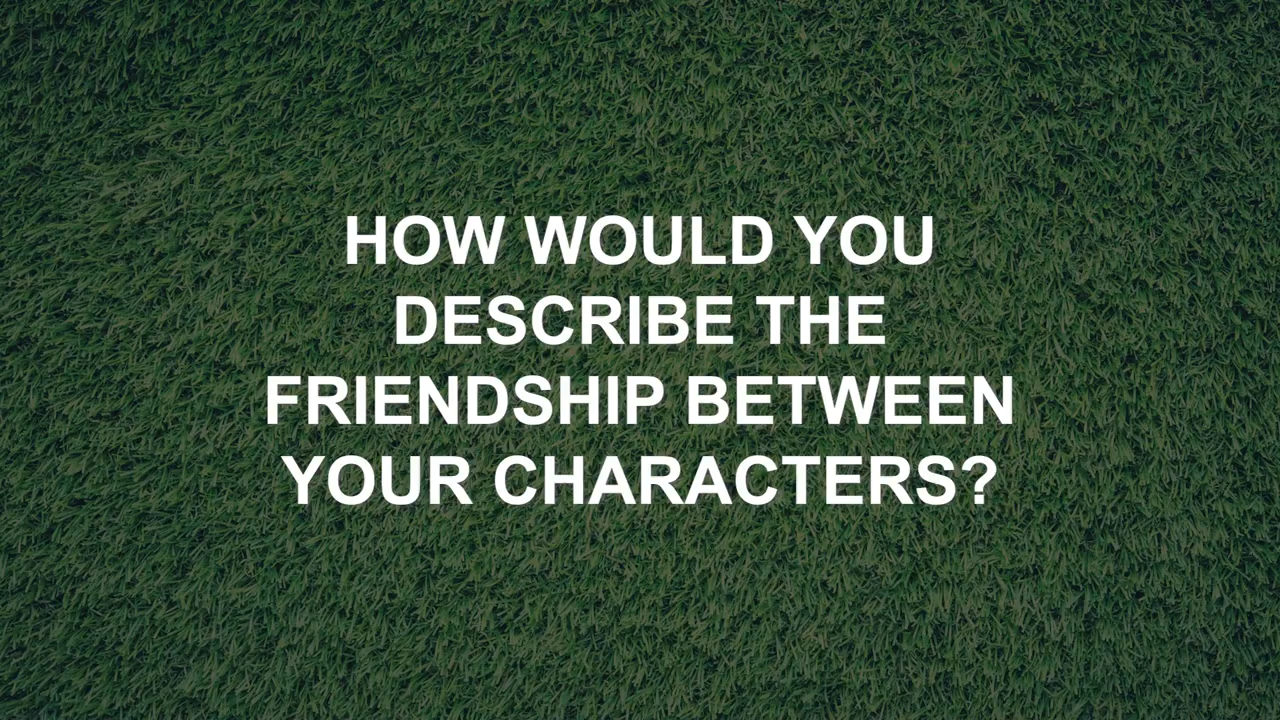 HOW WOULD YOU
DESCRIBE THE
FRIENDSHIP BETWEEN
YOUR CHARACTERS?